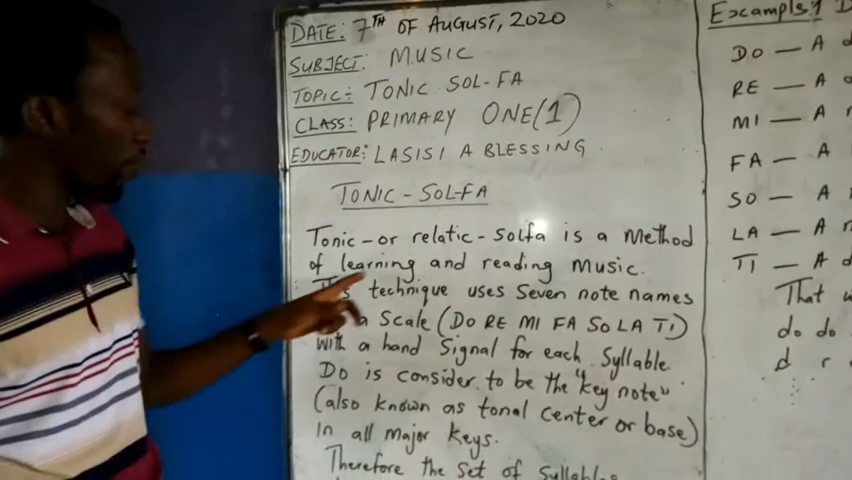 DATE: 7TH OF AUGUST, 2020
SUBJECT: MUSIC
TOPIC: TONIC SOL-FA
CLASS: PRIMARY ONE (1)
EDUCATOR: LASISI A BLESSING
TONIC-SOL-FA
Tonic-or relatic-Solfa is a Method
of learning and reading Music.
This technique uses Seven note names
a Scale (DO RE MI FA SO LA TI)
with a hand Signal for each Syllable.
Do is consider to be the "key note"
(also known as tonal center or base)
In all major keys.
Therefore the set of Syllables
Exampls:1
DO — A
RE — A
MI — A
FA — A
SO — A
LA — A
TI — A
That
do do
d r